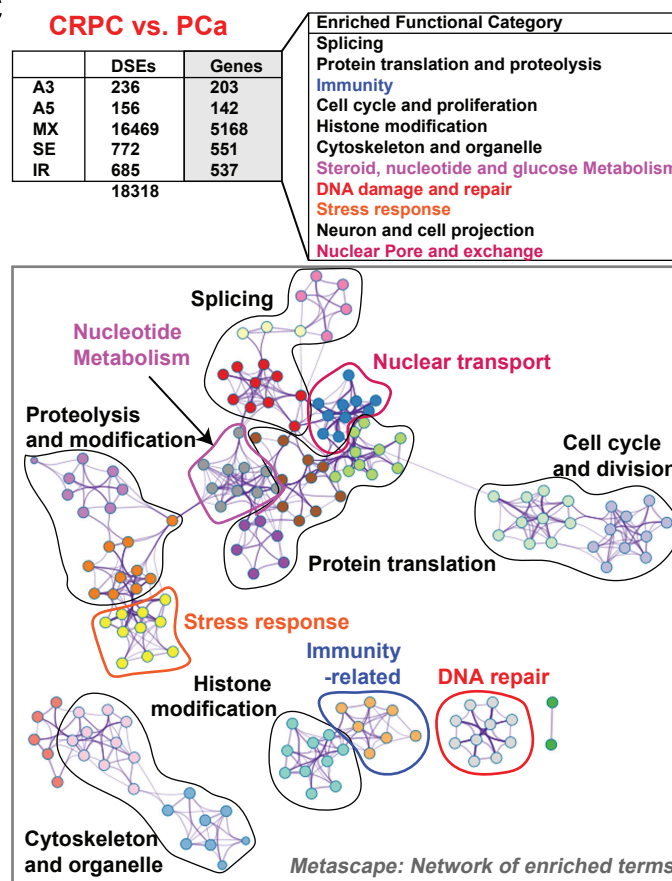 CRPC vs. PCa
DSEs Genes
A3 236 203
A5 156 142
MX 16469 5168
SE 772 551
IR 685 537
18318
Enriched Functional Category
Splicing
Protein translation and proteolysis
Immunity
Cell cycle and proliferation
Histone modification
Cytoskeleton and organelle
Steroid, nucleotide and glucose Metabolism
DNA damage and repair
Stress response
Neuron and cell projection
Nuclear Pore and exchange
Splicing
Nucleotide
Metabolism
Nuclear transport
Proteolysis
and modification
Cell cycle
and division
Protein translation
Stress response
Immunity
-related
DNA repair
Histone
modification
Cytoskeleton
and organelle
Metascape: Network of enriched terms